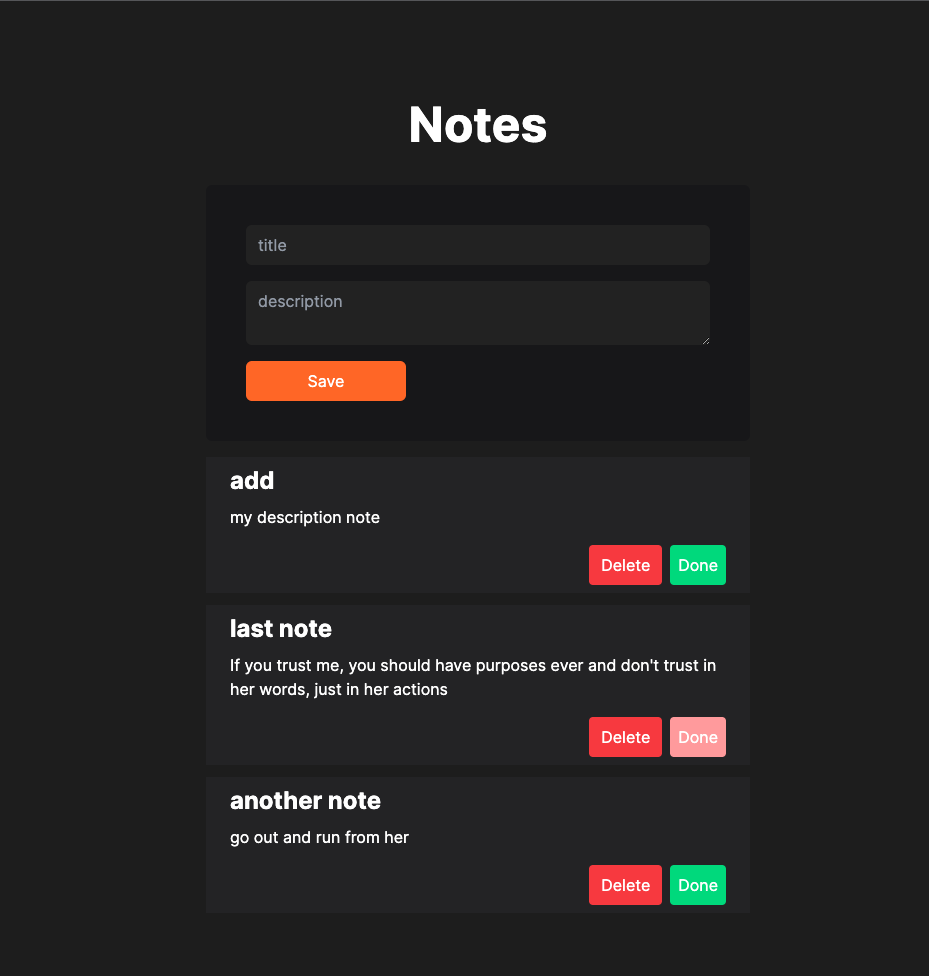 Notes
title
description
Save
add
my description note
Delete Done
last note
If you trust me, you should have purposes ever and don't trust in
her words, just in her actions
Delete Done
another note
go out and run from her
Delete Done